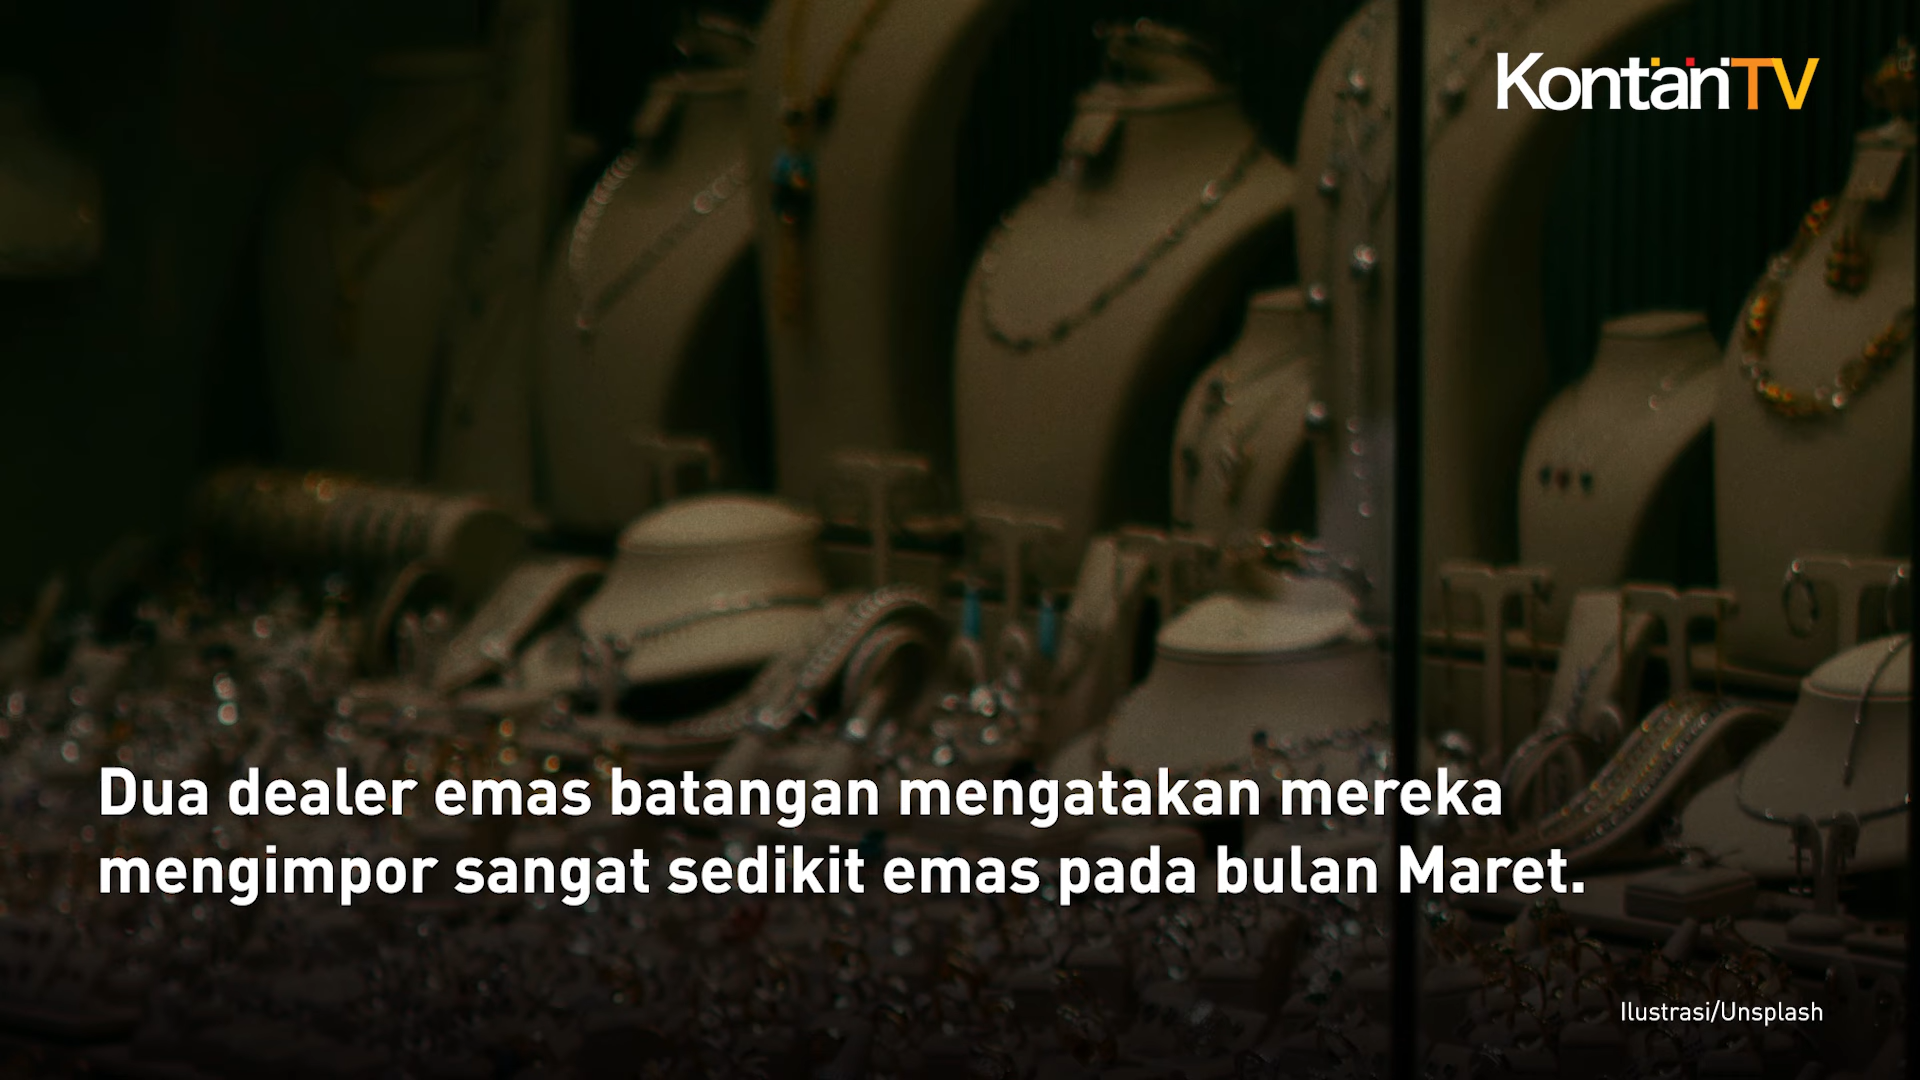 KontanTV
Dua dealer emas batangan mengatakan mereka
mengimpor sangat sedikit emas pada bulan Maret.
Ilustrasi/Unsplash